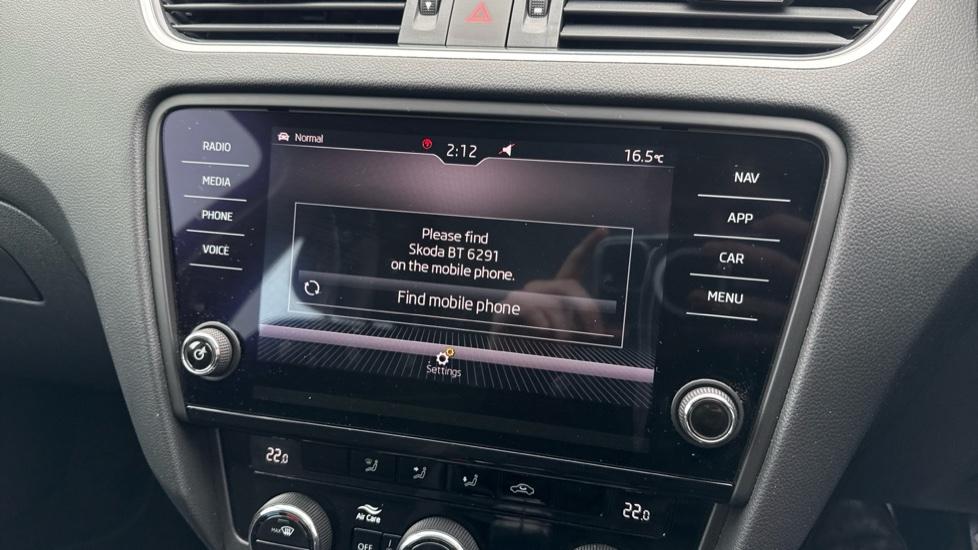 Normal
2:12
16.5°C
RADIO
MEDIA
PHONE
VOICE
Please find
Skoda BT 6291
on the mobile phone.
Find mobile phone
Settings
NAV
APP
CAR
MENU
22.0
22.0
Air Care
MAX
OFF